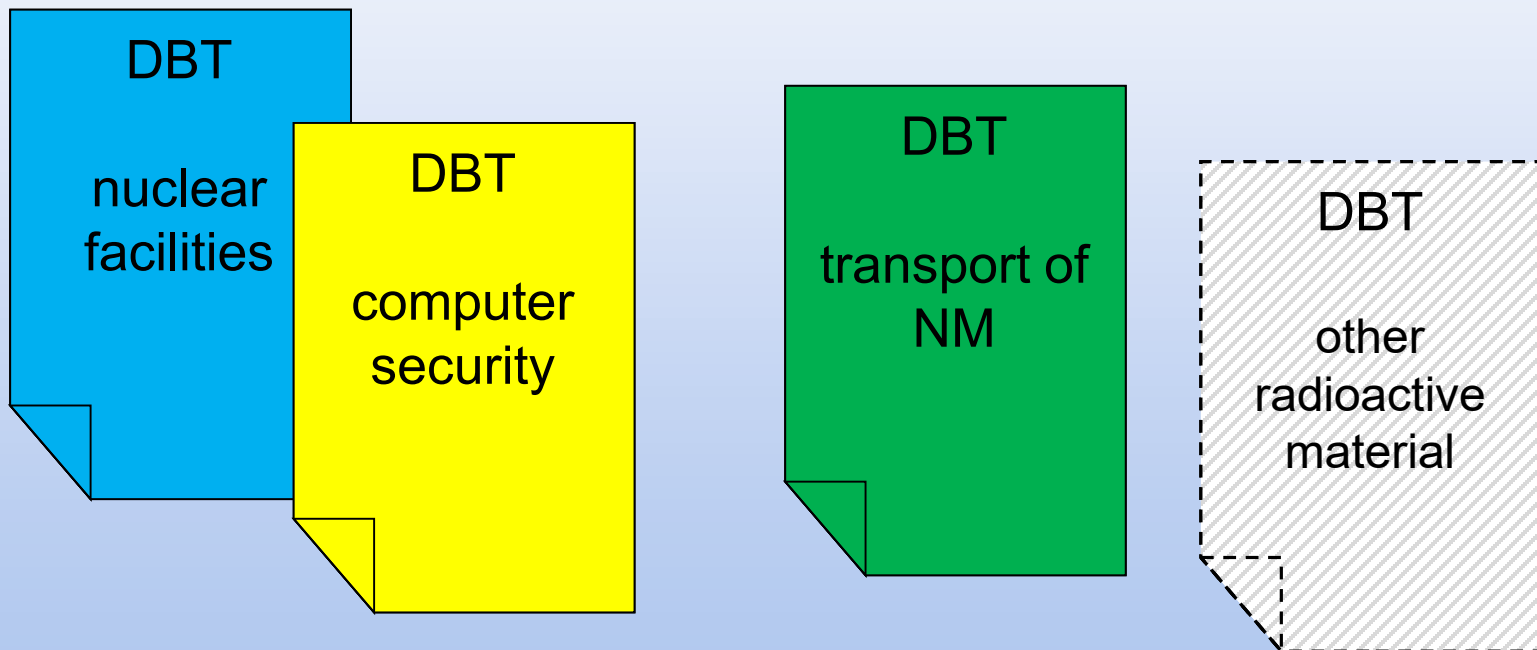 DBT
nuclear
facilities
DBT
computer
security
DBT
transport of
NM
DBT
other
radioactive
material